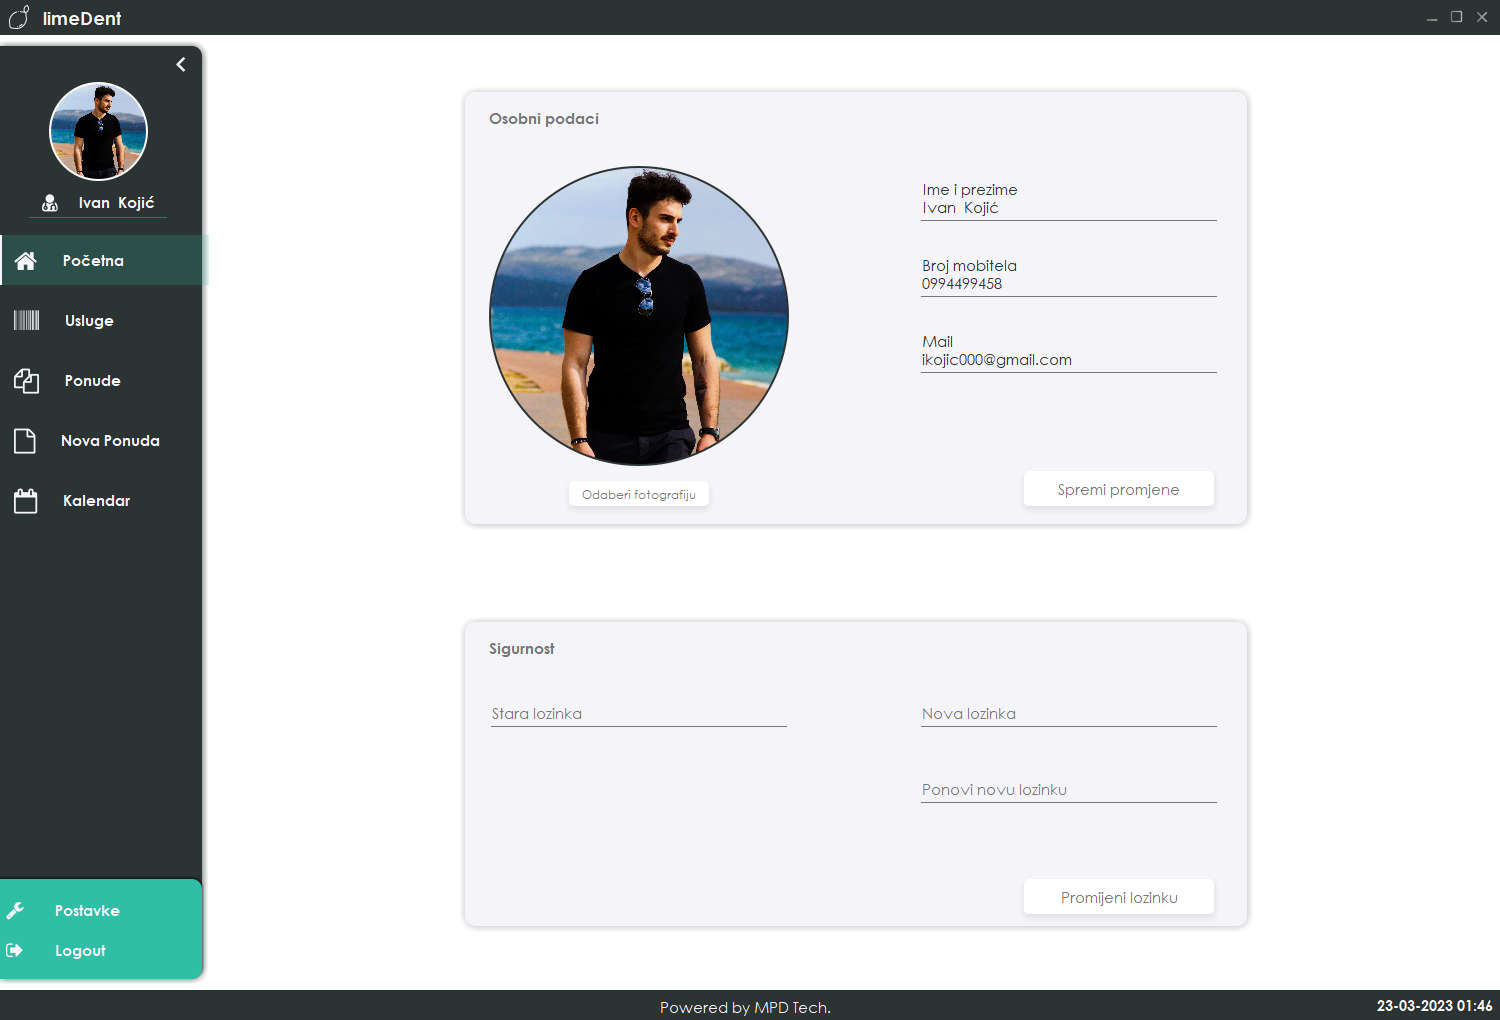 limeDent
Ivan Kojić
Početna
Usluge
Ponude
Nova Ponuda
Kalendar
Postavke
Logout
Osobni podaci
Ime i prezime
Ivan Kojić
Broj mobitela
0994499458
Mail
ikojic000@gmail.com
Odaberi fotografiju
Spremi promjene
Sigurnost
Stara lozinka
Nova lozinka
Ponovi novu lozinku
Promijeni lozinku
Powered by MPD Tech.
23-03-2023 01:46